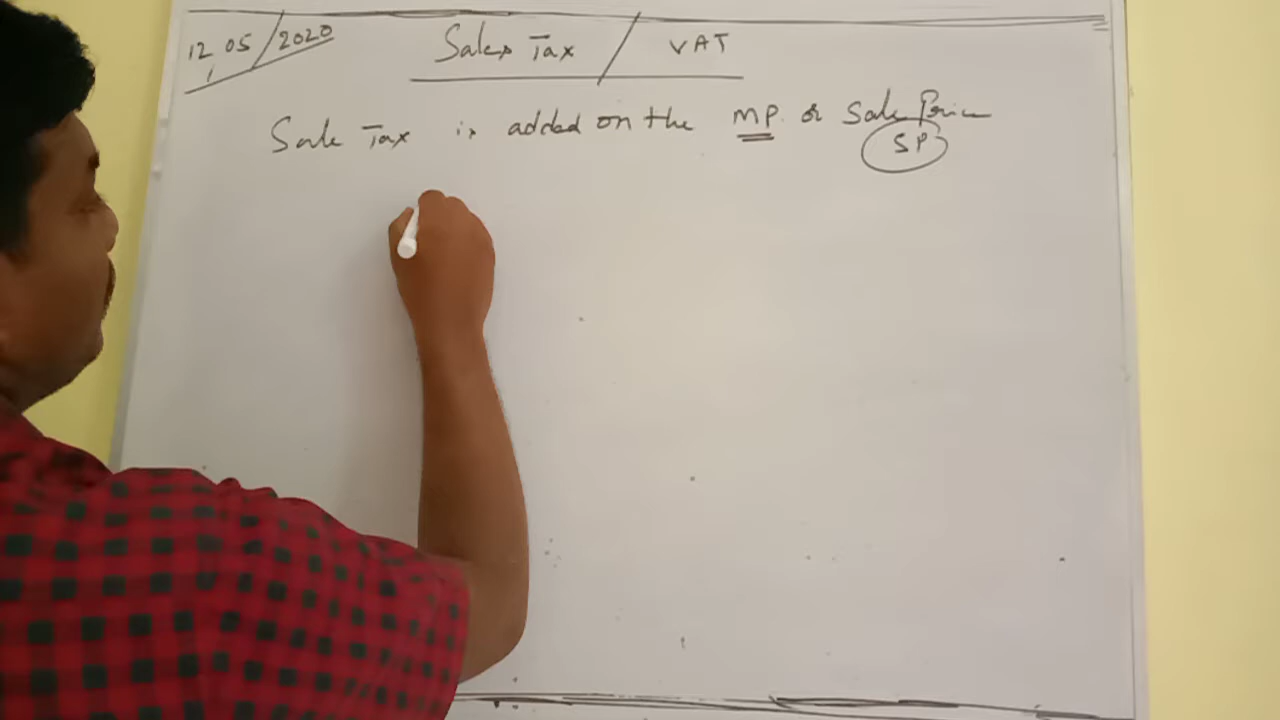 12/05/2020
Sales Tax / VAT
Sale Tax is added on the MP. or Sale Price
SP